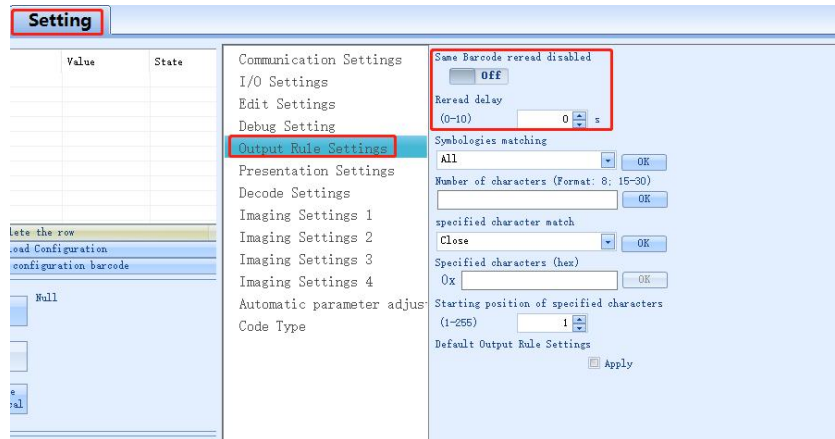 Setting
Value State
lete the row
oad Configuration
configuration barcode
Null
e
Communication Settings
I/O Settings
Edit Settings
Debug Setting
Output Rule Settings
Presentation Settings
Decode Settings
Imaging Settings 1
Imaging Settings 2
Imaging Settings 3
Imaging Settings 4
Automatic parameter adjus
Code Type
Same Barcode reread disabled
Off
Reread delay
(0-10) 0 s
Symbologies matching
All OK
Number of characters (Format: 8; 15-30)
OK
specified character match
Close OK
Specified characters (hex)
0x OK
Starting position of specified characters
(1-255) 1
Default Output Rule Settings
Apply